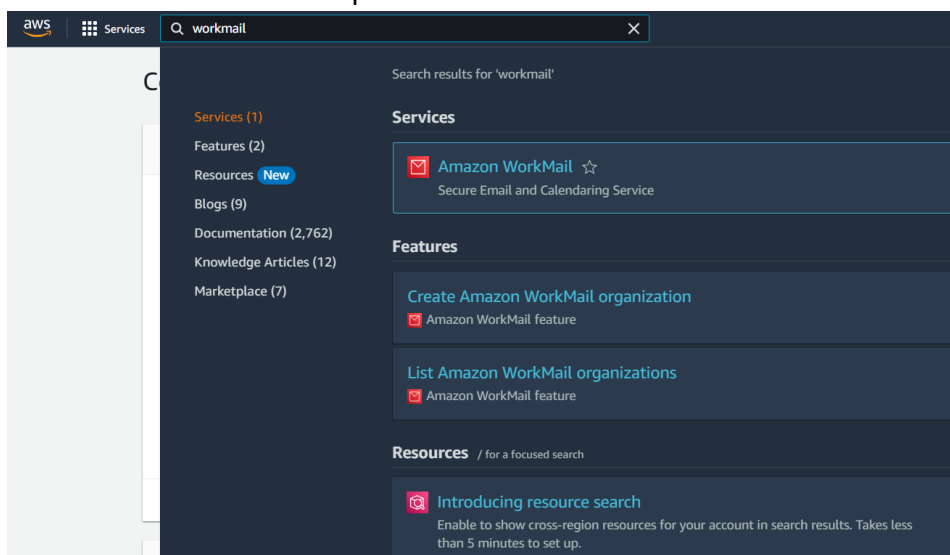 aws
Services
workmail
Search results for 'workmail'
Services (1)
Features (2)
Resources New
Blogs (9)
Documentation (2,762)
Knowledge Articles (12)
Marketplace (7)
Services
Amazon WorkMail
Secure Email and Calendaring Service
Features
Create Amazon WorkMail organization
Amazon WorkMail feature
List Amazon WorkMail organizations
Amazon WorkMail feature
Resources / for a focused search
Introducing resource search
Enable to show cross-region resources for your account in search results. Takes less
than 5 minutes to set up.